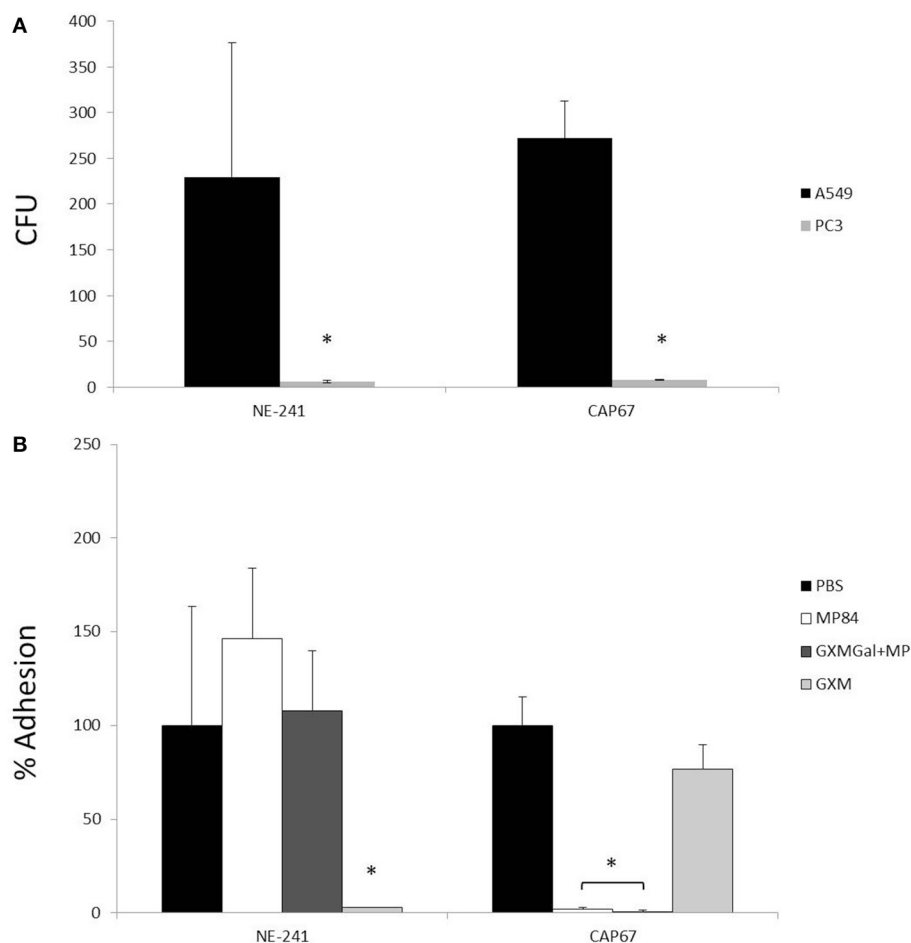 A
400
350
300
250
200
150
100
50
0
CFU
*
*
NE-241
CAP67
A549
PC3
B
250
200
150
100
50
0
% Adhesion
*
*
NE-241
CAP67
PBS
MP84
GXMGal+MP
GXM